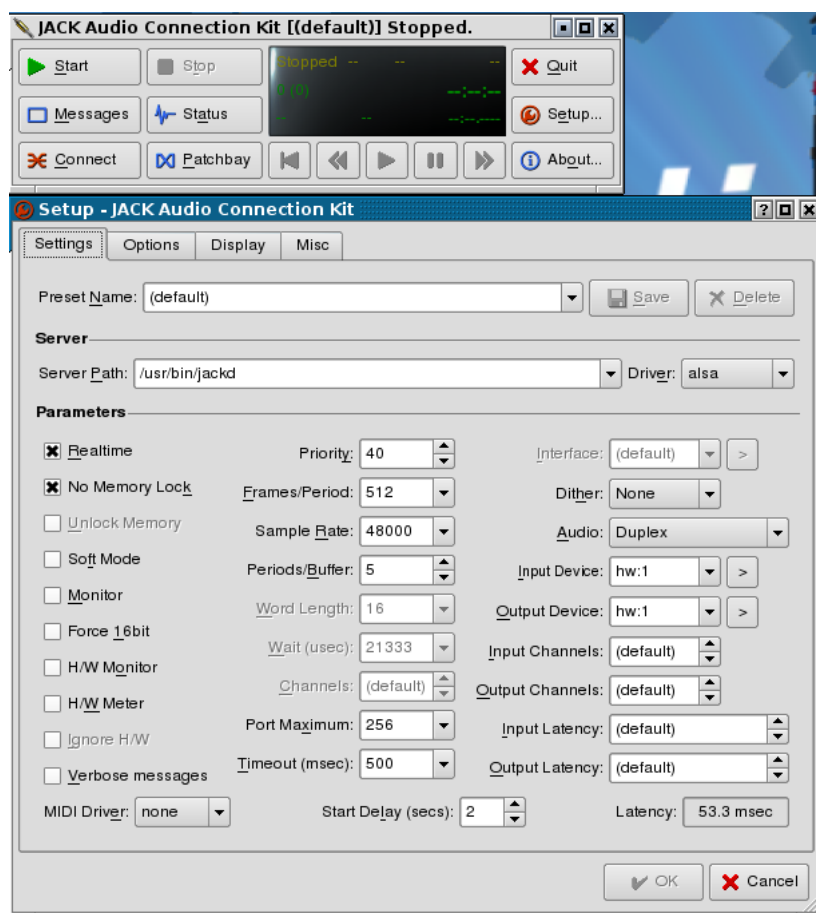 JACK Audio Connection Kit [(default)] Stopped.
Start Stop Stopped -- -- -- Quit
(0) --:--:--
Messages Status -- -- --:--.---- Setup...
Connect Patchbay About...
Setup - JACK Audio Connection Kit
Settings Options Display Misc
Preset Name: (default) Save Delete
Server
Server Path: /usr/bin/jackd Driver: alsa
Parameters
Realtime Priority: 40 Interface: (default) >
No Memory Lock Frames/Period: 512 Dither: None
Unlock Memory Sample Rate: 48000 Audio: Duplex
Soft Mode Periods/Buffer: 5 Input Device: hw:1 >
Monitor Word Length: 16 Output Device: hw:1 >
Force 16bit Wait (usec): 21333 Input Channels: (default)
H/W Monitor Channels: (default) Output Channels: (default)
H/W Meter Port Maximum: 256 Input Latency: (default)
Ignore H/W Timeout (msec): 500 Output Latency: (default)
Verbose messages
MIDI Driver: none Start Delay (secs): 2 Latency: 53.3 msec
OK Cancel